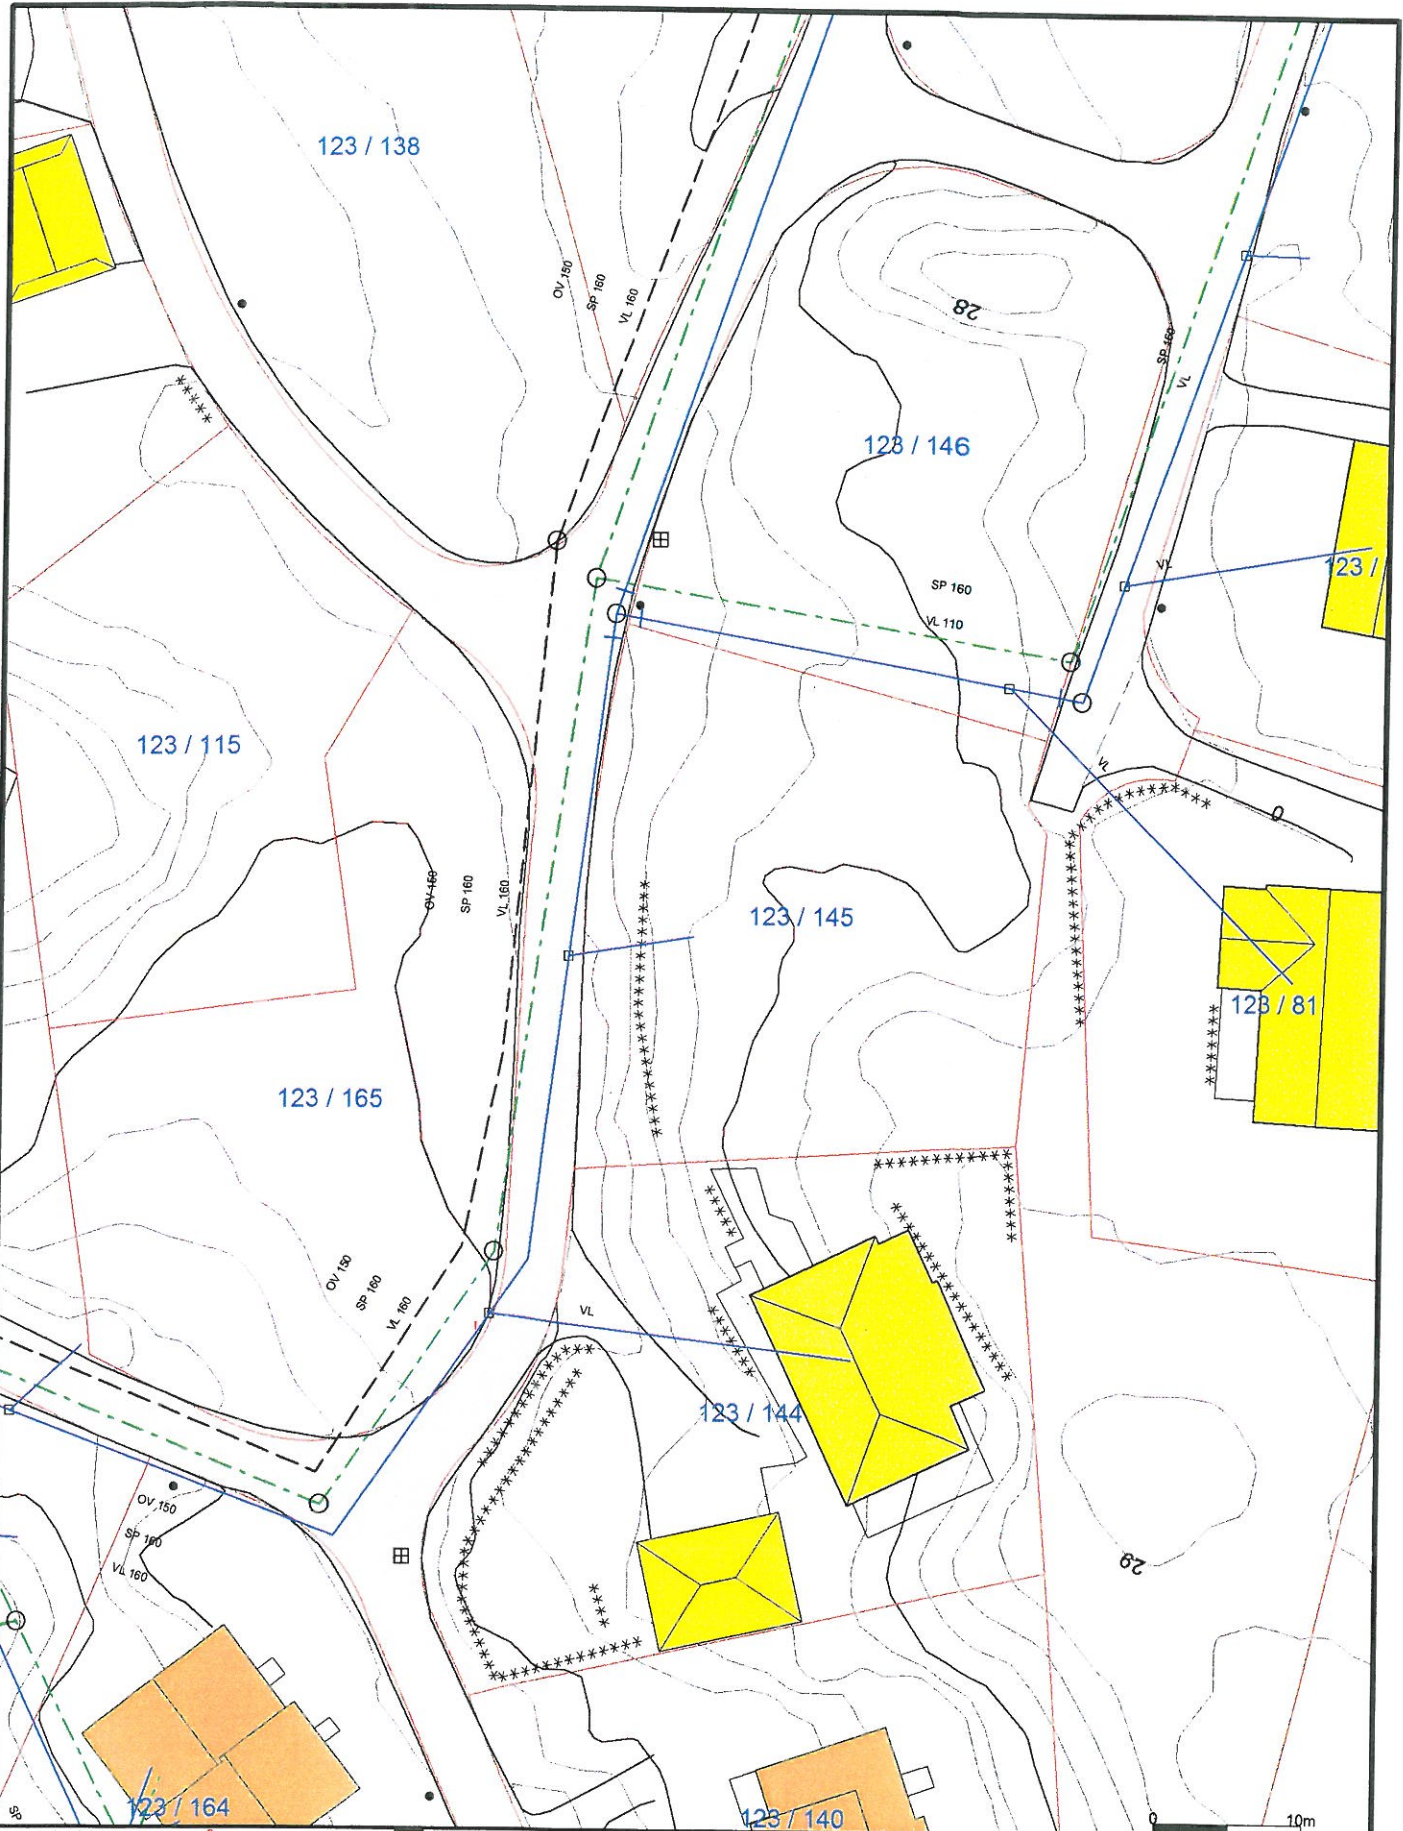 123 / 138
OV 150
SP 160
VL 160
28
SP 160
VL
123 / 146
SP 160
VL 110
VL
123 /
123 / 115
VL
0
OV 150
SP 160
VL 160
123 / 145
123 / 81
123 / 165
OV 150
SP 160
VL 160
VL
123 / 144
OV 150
SP 160
VL 160
29
SP
123 / 164
123 / 140
0
10m